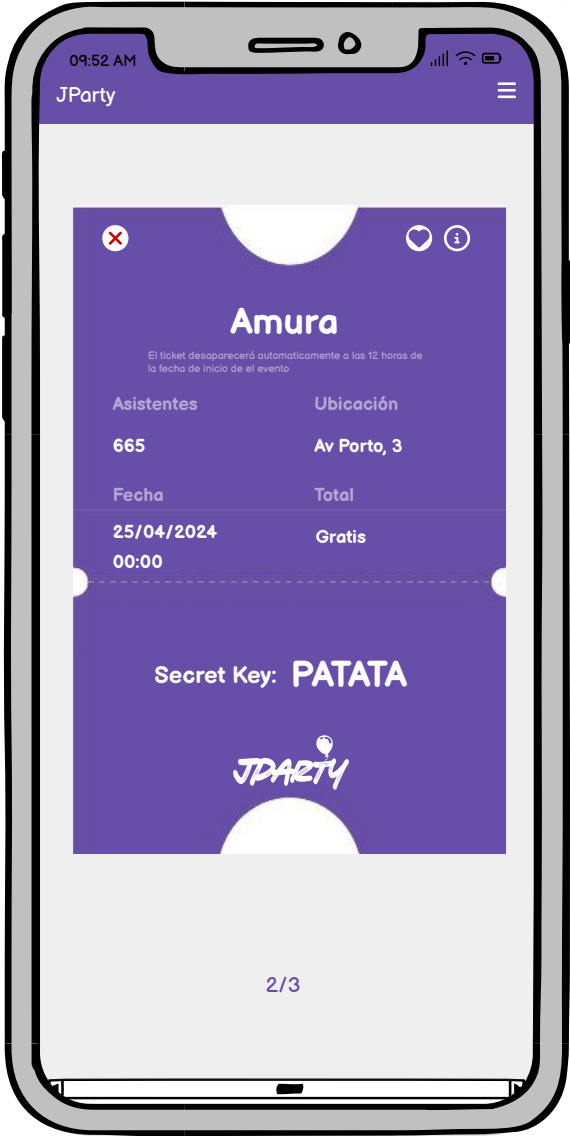 09:52 AM
JParty
Amura
El ticket desaparecerá automaticamente a las 12 horas de
la fecha de inicio de el evento
Asistentes
Ubicación
665
Av Porto, 3
Fecha
Total
25/04/2024
Gratis
00:00
Secret Key: PATATA
JPARTY
2/3